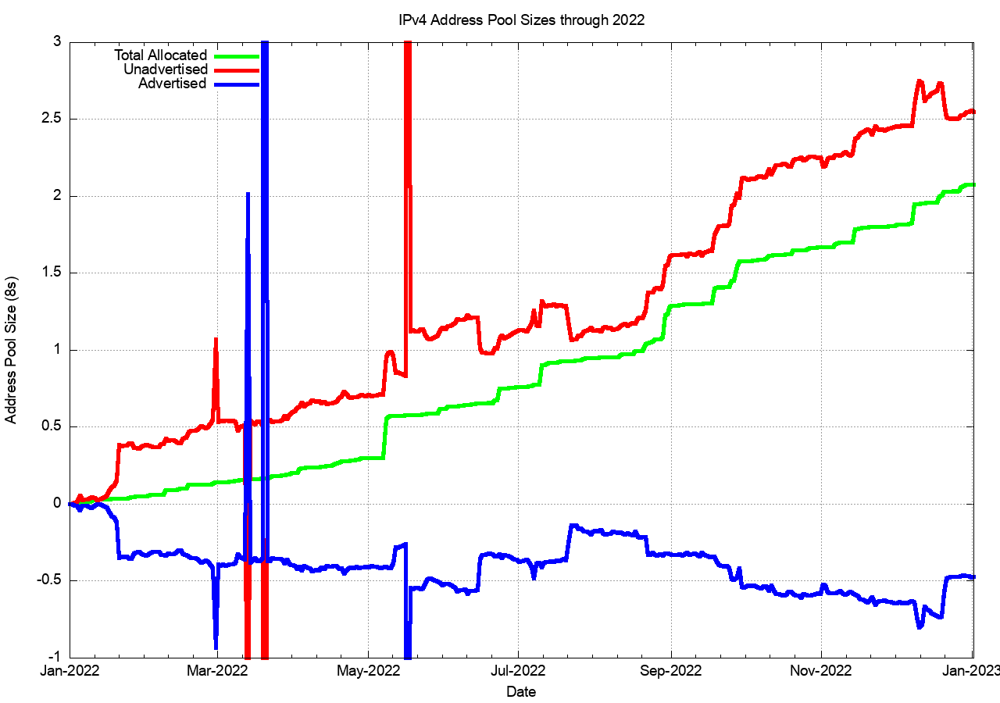 IPv4 Address Pool Sizes through 2022
3
Total Allocated
Unadvertised
Advertised
2.5
2
1.5
1
0.5
0
-0.5
-1
Address Pool Size (8s)
Jan-2022 Mar-2022 May-2022 Jul-2022 Sep-2022 Nov-2022 Jan-2023
Date